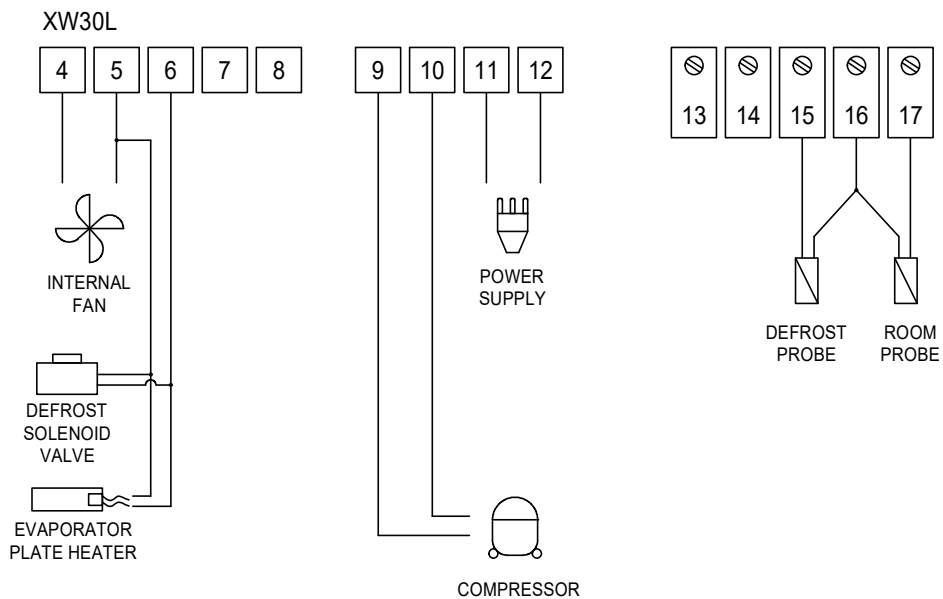 XW30L
4 5 6 7 8 9 10 11 12 13 14 15 16 17
INTERNAL
FAN
POWER
SUPPLY
DEFROST
PROBE
ROOM
PROBE
DEFROST
SOLENOID
VALVE
EVAPORATOR
PLATE HEATER
COMPRESSOR